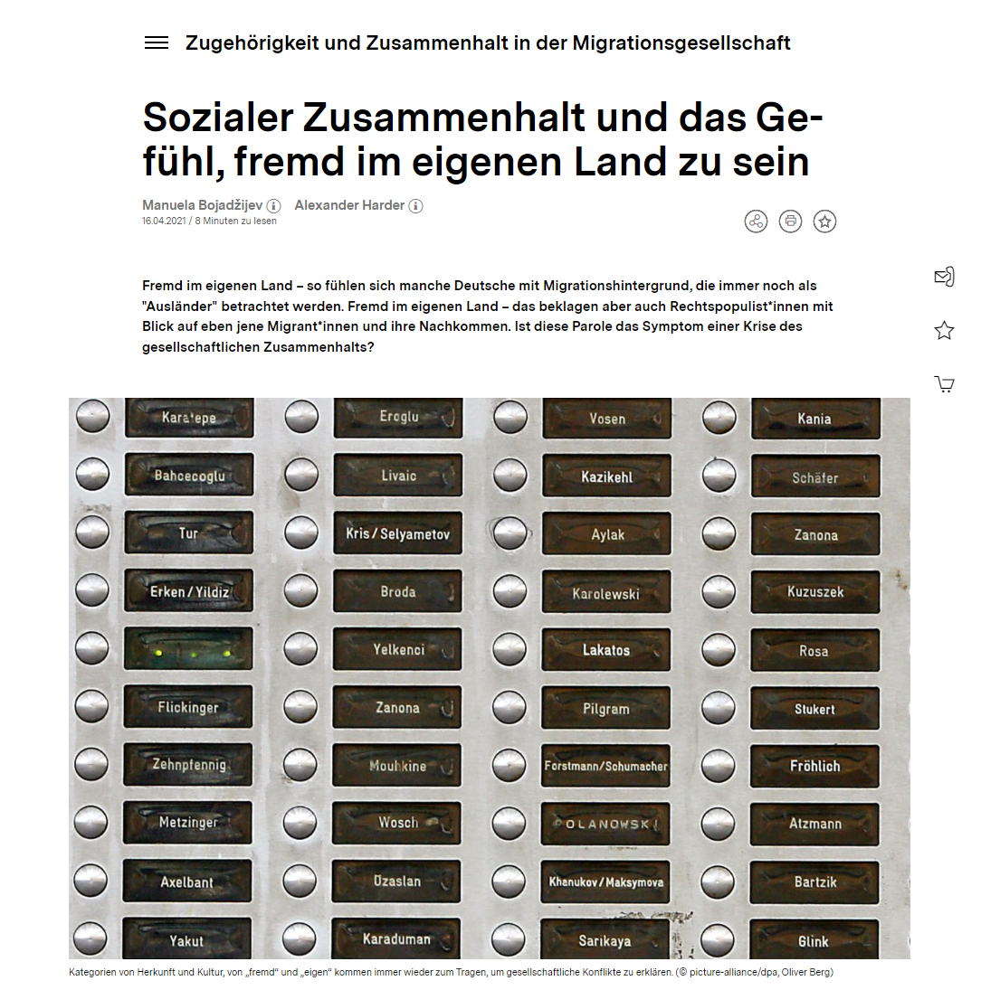 Zugehörigkeit und Zusammenhalt in der Migrationsgesellschaft
Sozialer Zusammenhalt und das Ge-
fühl, fremd im eigenen Land zu sein
Manuela Bojadžijev Alexander Harder
16.04.2021 / 8 Minuten zu lesen
Fremd im eigenen Land – so fühlen sich manche Deutsche mit Migrationshintergrund, die immer noch als
"Ausländer" betrachtet werden. Fremd im eigenen Land – das beklagen aber auch Rechtspopulist*innen mit
Blick auf eben jene Migrant*innen und ihre Nachkommen. Ist diese Parole das Symptom einer Krise des
gesellschaftlichen Zusammenhalts?
Karatepe Eroglu Vosen Kania
Bahcecoglu Livaic Kazikehl Schäfer
Tur Kris / Selyametov Aylak Zanona
Erken / Yildiz Broda Karolewski Kuzuszek
Yelkenci Lakatos Rosa
Flickinger Zanona Pilgram Stukert
Zehnpfennig Mouhkine Forstmann/Schumacher Fröhlich
Metzinger Wosch POLANOWSKI Atzmann
Axelbant Özaslan Khanukov / Maksymova Bartzik
Yakut Karaduman Sarikaya Glink
Kategorien von Herkunft und Kultur, von „fremd“ und „eigen“ kommen immer wieder zum Tragen, um gesellschaftliche Konflikte zu erklären. (© picture-alliance/dpa, Oliver Berg)